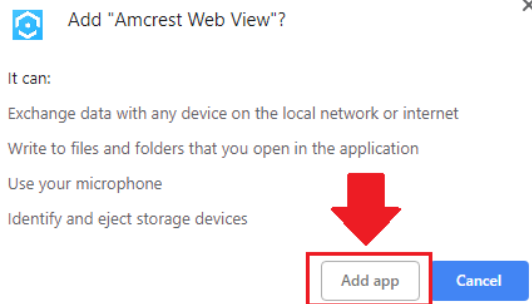 Add "Amcrest Web View"?
It can:
Exchange data with any device on the local network or internet
Write to files and folders that you open in the application
Use your microphone
Identify and eject storage devices
Add app
Cancel